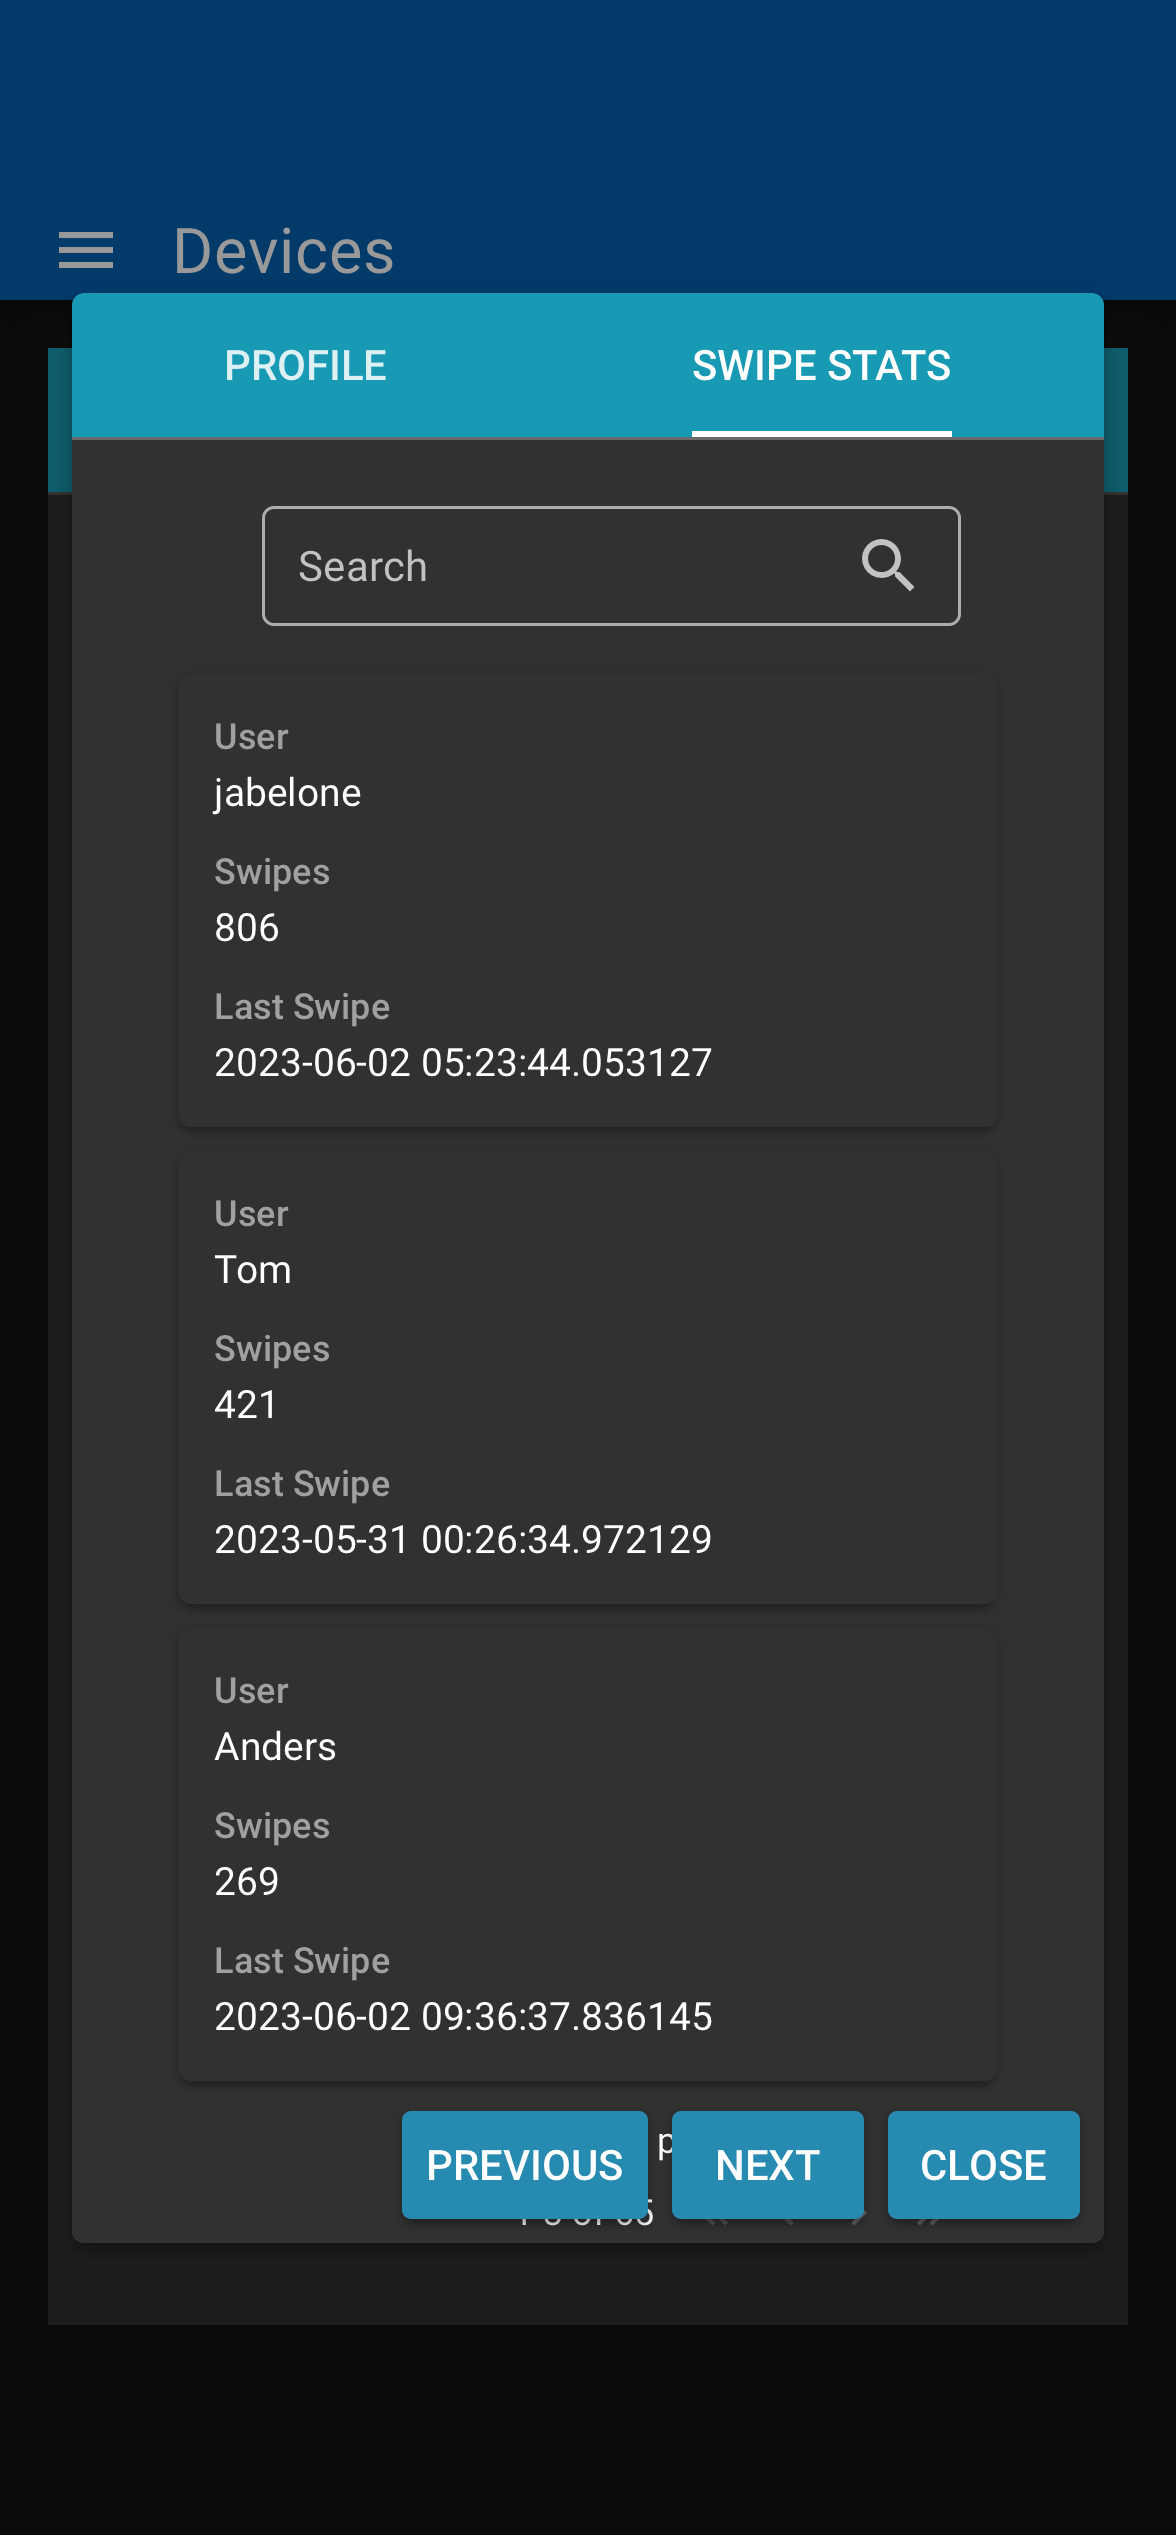 Devices
PROFILE SWIPE STATS
Search
User
jabelone
Swipes
806
Last Swipe
2023-06-02 05:23:44.053127
User
Tom
Swipes
421
Last Swipe
2023-05-31 00:26:34.972129
User
Anders
Swipes
269
Last Swipe
2023-06-02 09:36:37.836145
PREVIOUS NEXT CLOSE